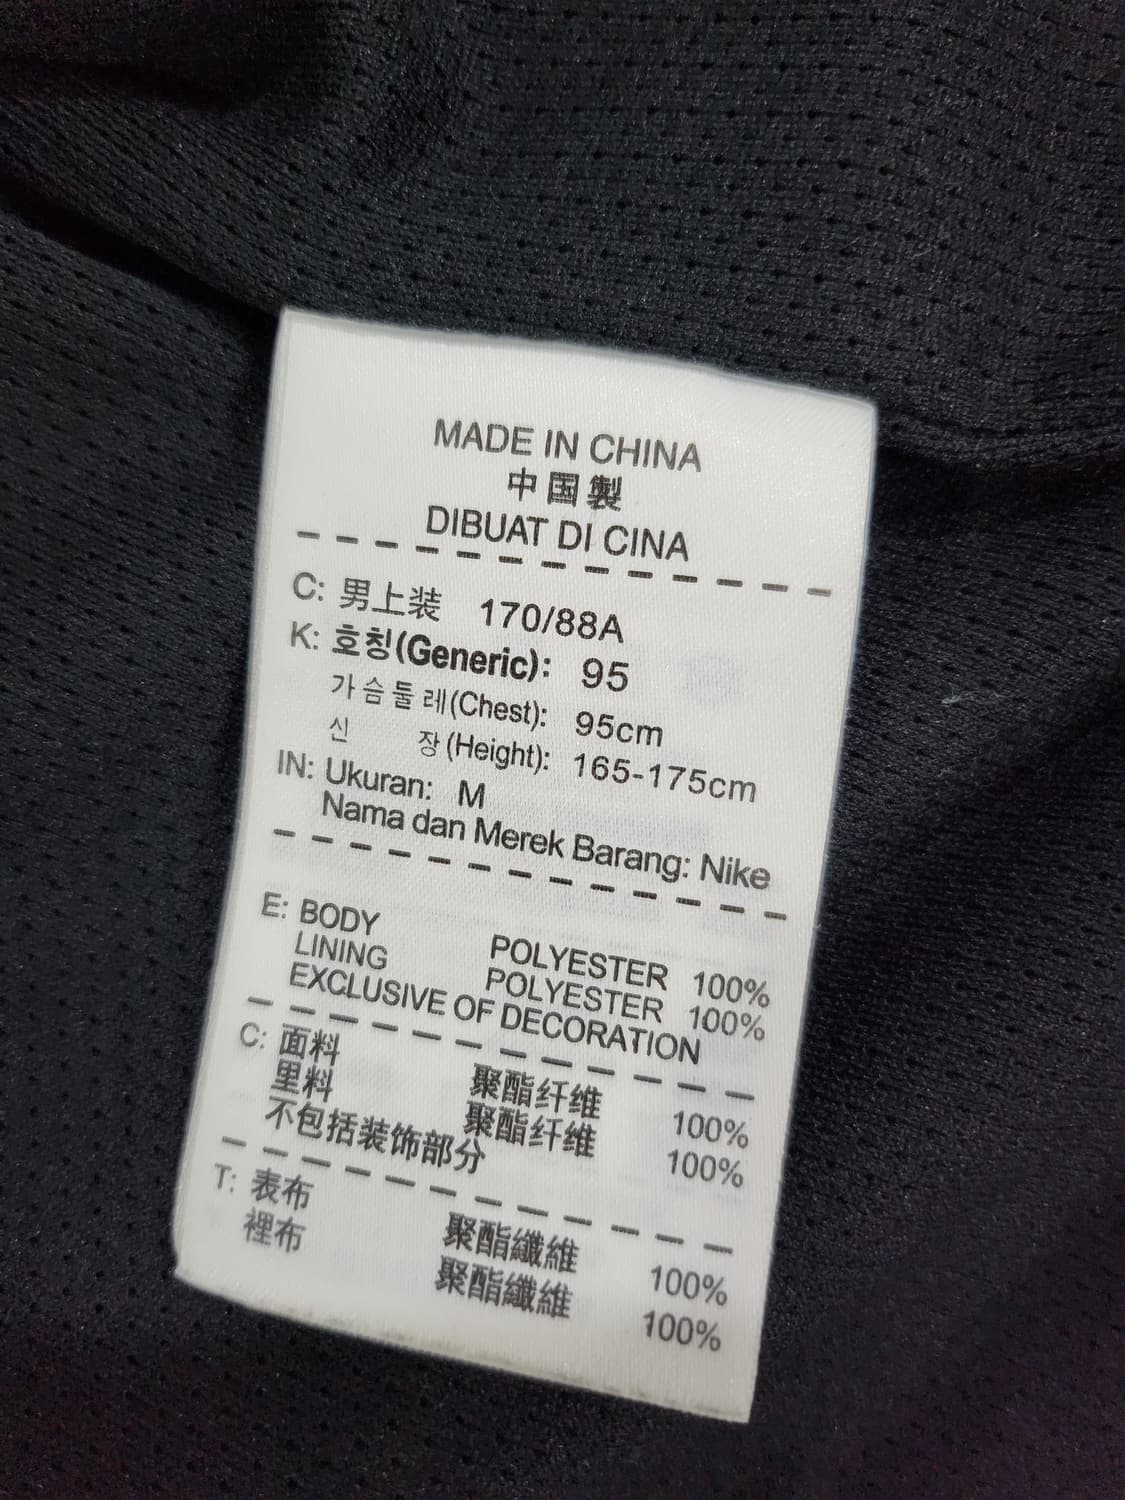 MADE IN CHINA
中国製
DIBUAT DI CINA
C: 男上装 170/88A
K: 호칭(Generic): 95
가슴둘레(Chest): 95cm
신 장(Height): 165-175cm
IN: Ukuran: M
Nama dan Merek Barang: Nike
E: BODY POLYESTER 100%
LINING POLYESTER 100%
EXCLUSIVE OF DECORATION
C: 面料 聚酯纤维 100%
里料 聚酯纤维 100%
不包括装饰部分
T: 表布 聚酯纖維 100%
裡布 聚酯纖維 100%